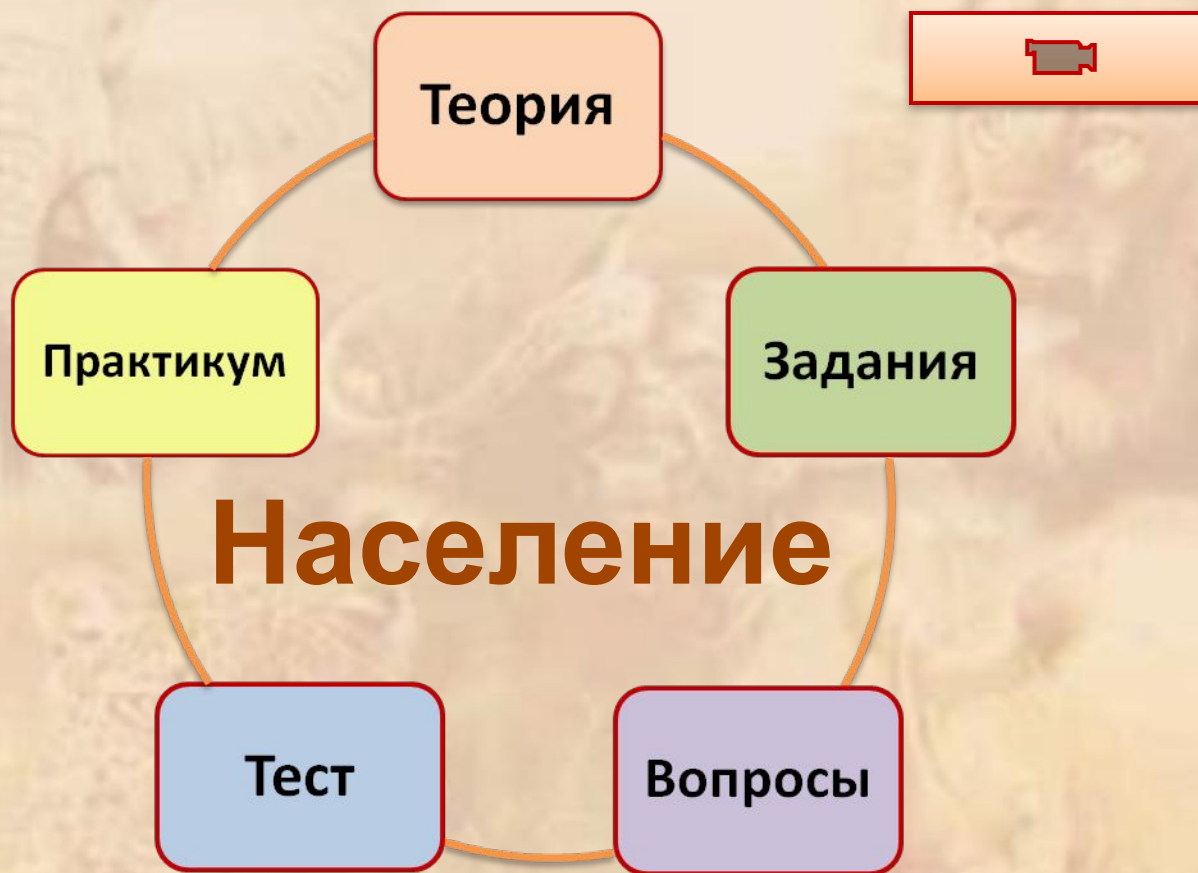 Теория
Практикум
Задания
Население
Тест
Вопросы